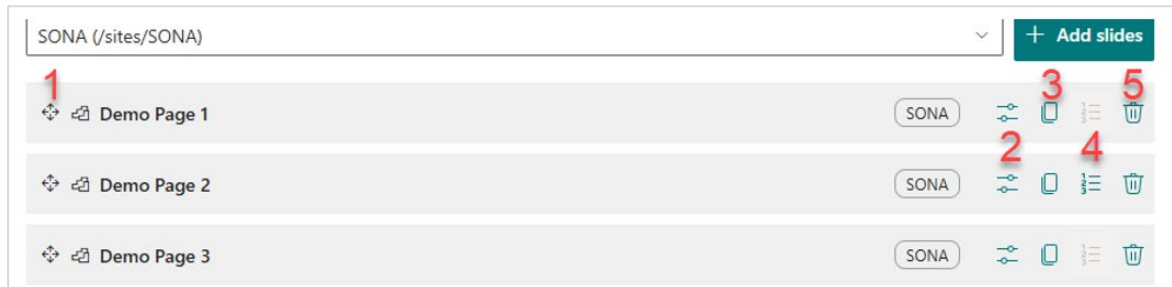 SONA (/sites/SONA)
+ Add slides
1
3
5
Demo Page 1
SONA
2
4
Demo Page 2
SONA
Demo Page 3
SONA